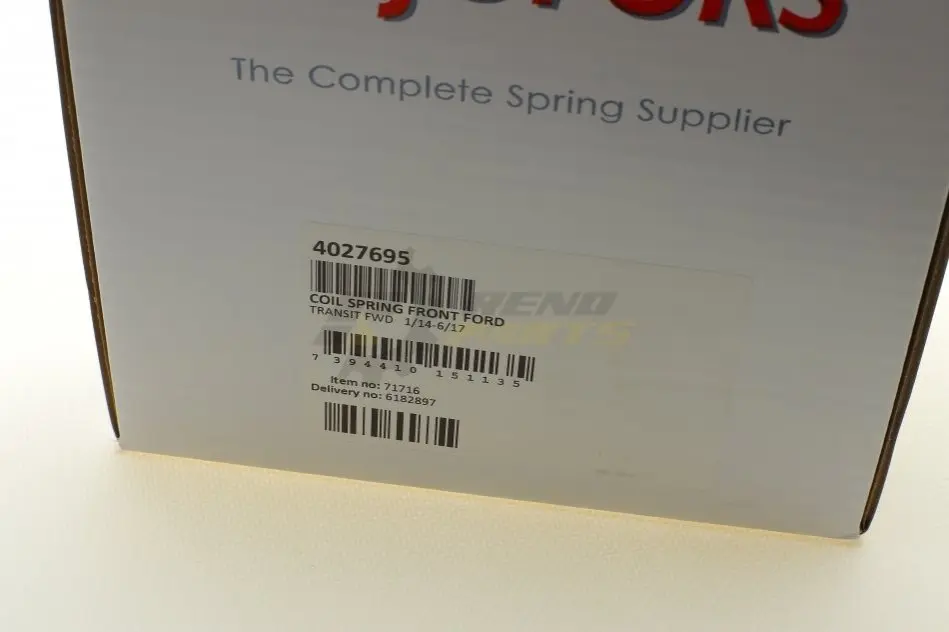 The Complete Spring Supplier
4027695
COIL SPRING FRONT FORD
TRANSIT FWD 1/14-6/17
7 394410 151135
Item no: 71716
Delivery no: 6182897